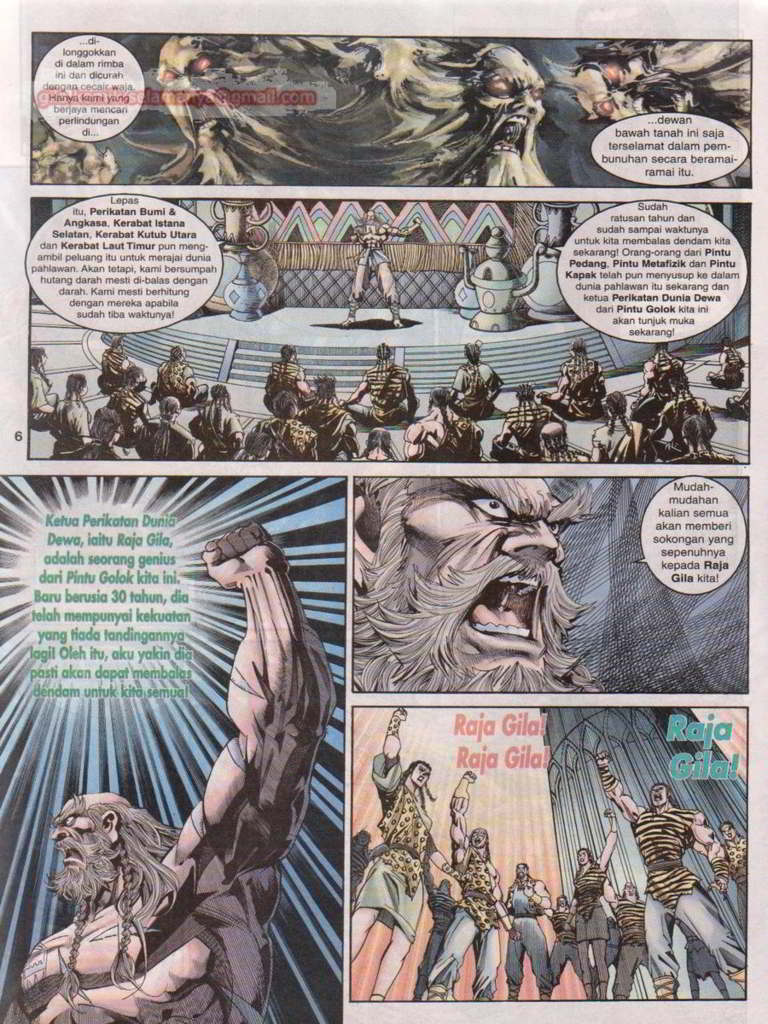 ...di-
longgokkan
di dalam rimba
ini dan dicurah
dengan cecair waja.
Hanya kami yang
berjaya mencari
perlindungan
di...
...dewan
bawah tanah ini saja
terselamat dalam pem-
bunuhan secara beramai-
ramai itu.
Lepas
itu, Perikatan Bumi &
Angkasa, Kerabat Istana
Selatan, Kerabat Kutub Utara
dan Kerabat Laut Timur pun me-
ngambil peluang itu untuk merajai dunia
pahlawan. Akan tetapi, kami bersumpah
hutang darah mesti di-balas dengan
darah. Kami mesti berhitung
dengan mereka apabila
sudah tiba waktunya!
Sudah
ratusan tahun dan
sudah sampai waktunya
untuk kita membalas dendam kita
sekarang! Orang-orang dari Pintu
Pedang, Pintu Metafizik dan Pintu
Kapak telah pun menyusup ke dalam
dunia pahlawan itu sekarang dan
ketua Perikatan Dunia Dewa
dari Pintu Golok kita ini
akan tunjuk muka
sekarang!
6
Ketua Perikatan Dunia
Dewa, iaitu Raja Gila,
adalah seorang genius
dari Pintu Golok kita ini.
Baru berusia 30 tahun, dia
telah mempunyai kekuatan
yang tiada tandingannya
lagi! Oleh itu, aku yakin dia
pasti akan dapat membalas
dendam untuk kita semua!
Mudah-
mudahan
kalian semua
akan memberi
sokongan yang
sepenuhnya
kepada Raja
Gila kita!
Raja Gila!
Raja Gila!
Raja
Gila!